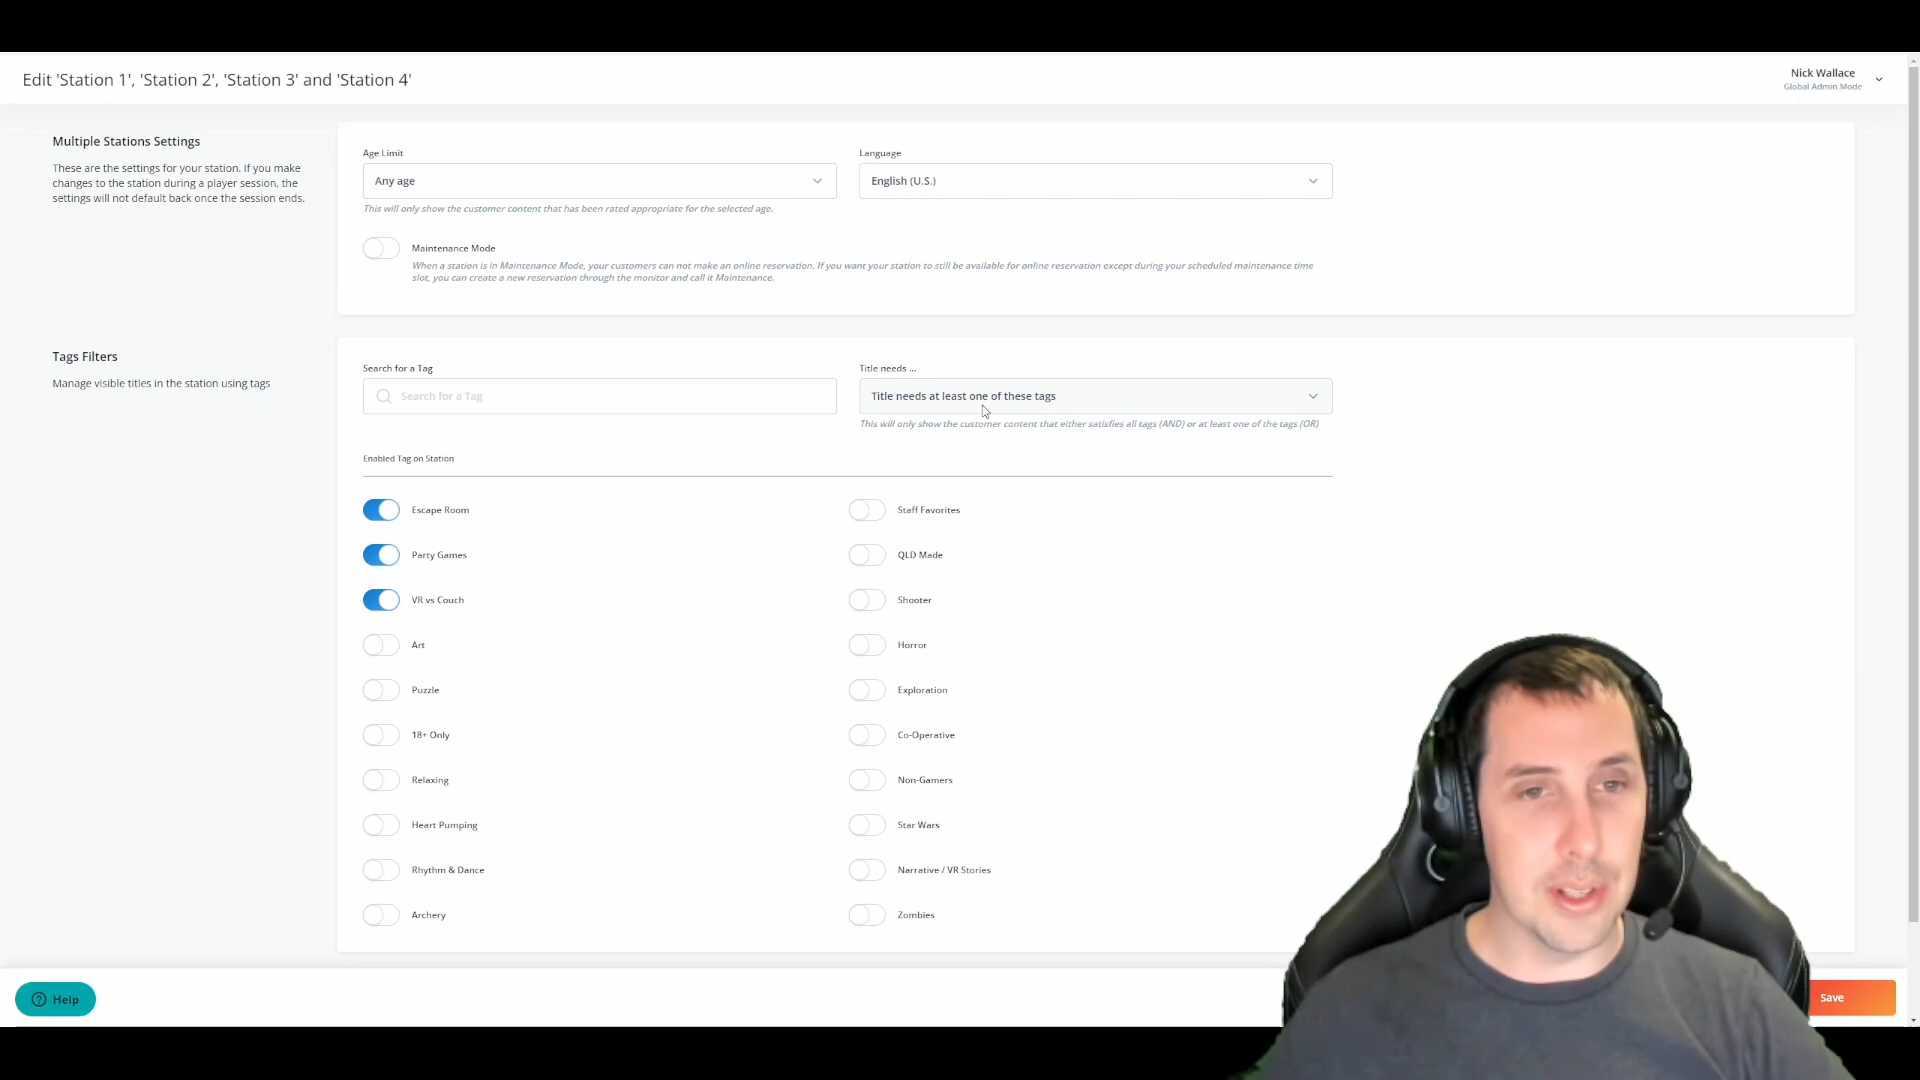 Edit 'Station 1', 'Station 2', 'Station 3' and 'Station 4'
Nick Wallace
Global Admin Mode
Multiple Stations Settings
These are the settings for your station. If you make
changes to the station during a player session, the
settings will not default back once the session ends.
Age Limit
Any age
This will only show the customer content that has been rated appropriate for the selected age.
Language
English (U.S.)
Maintenance Mode
When a station is in Maintenance Mode, your customers can not make an online reservation. If you want your station to still be available for online reservation except during your scheduled maintenance time
slot, you can create a new reservation through the monitor and call it Maintenance.
Tags Filters
Manage visible titles in the station using tags
Search for a Tag
Search for a Tag
Title needs ...
Title needs at least one of these tags
This will only show the customer content that either satisfies all tags (AND) or at least one of the tags (OR)
Enabled Tag on Station
Escape Room
Staff Favorites
Party Games
QLD Made
VR vs Couch
Shooter
Art
Horror
Puzzle
Exploration
18+ Only
Co-Operative
Relaxing
Non-Gamers
Heart Pumping
Star Wars
Rhythm & Dance
Narrative / VR Stories
Archery
Zombies
Help
Save